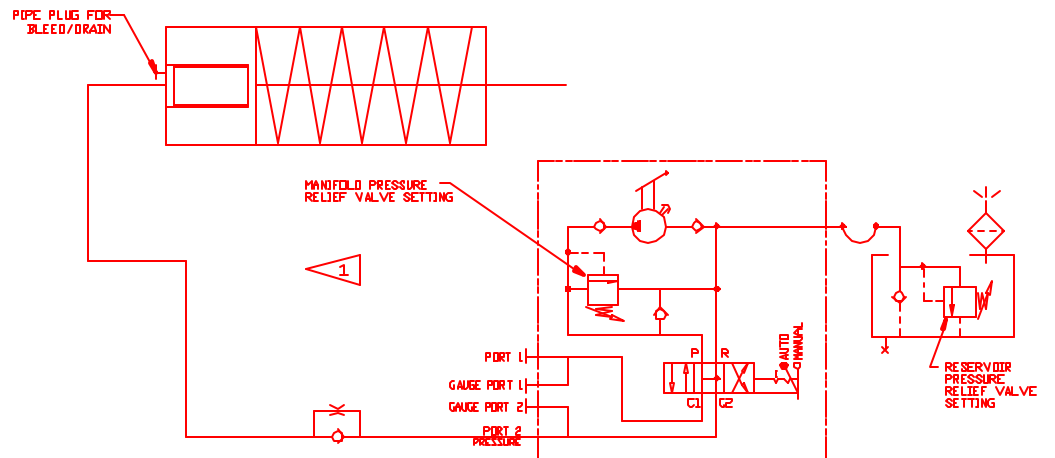 PIPE PLUG FOR
BLEED/DRAIN
MANIFOLD PRESSURE
RELIEF VALVE SETTING
1
AUTO
MANUAL
P R
PORT 1
GAUGE PORT 1
GAUGE PORT 2
C1 C2
PORT 2
PRESSURE
RESERVOIR
PRESSURE
RELIEF VALVE
SETTING